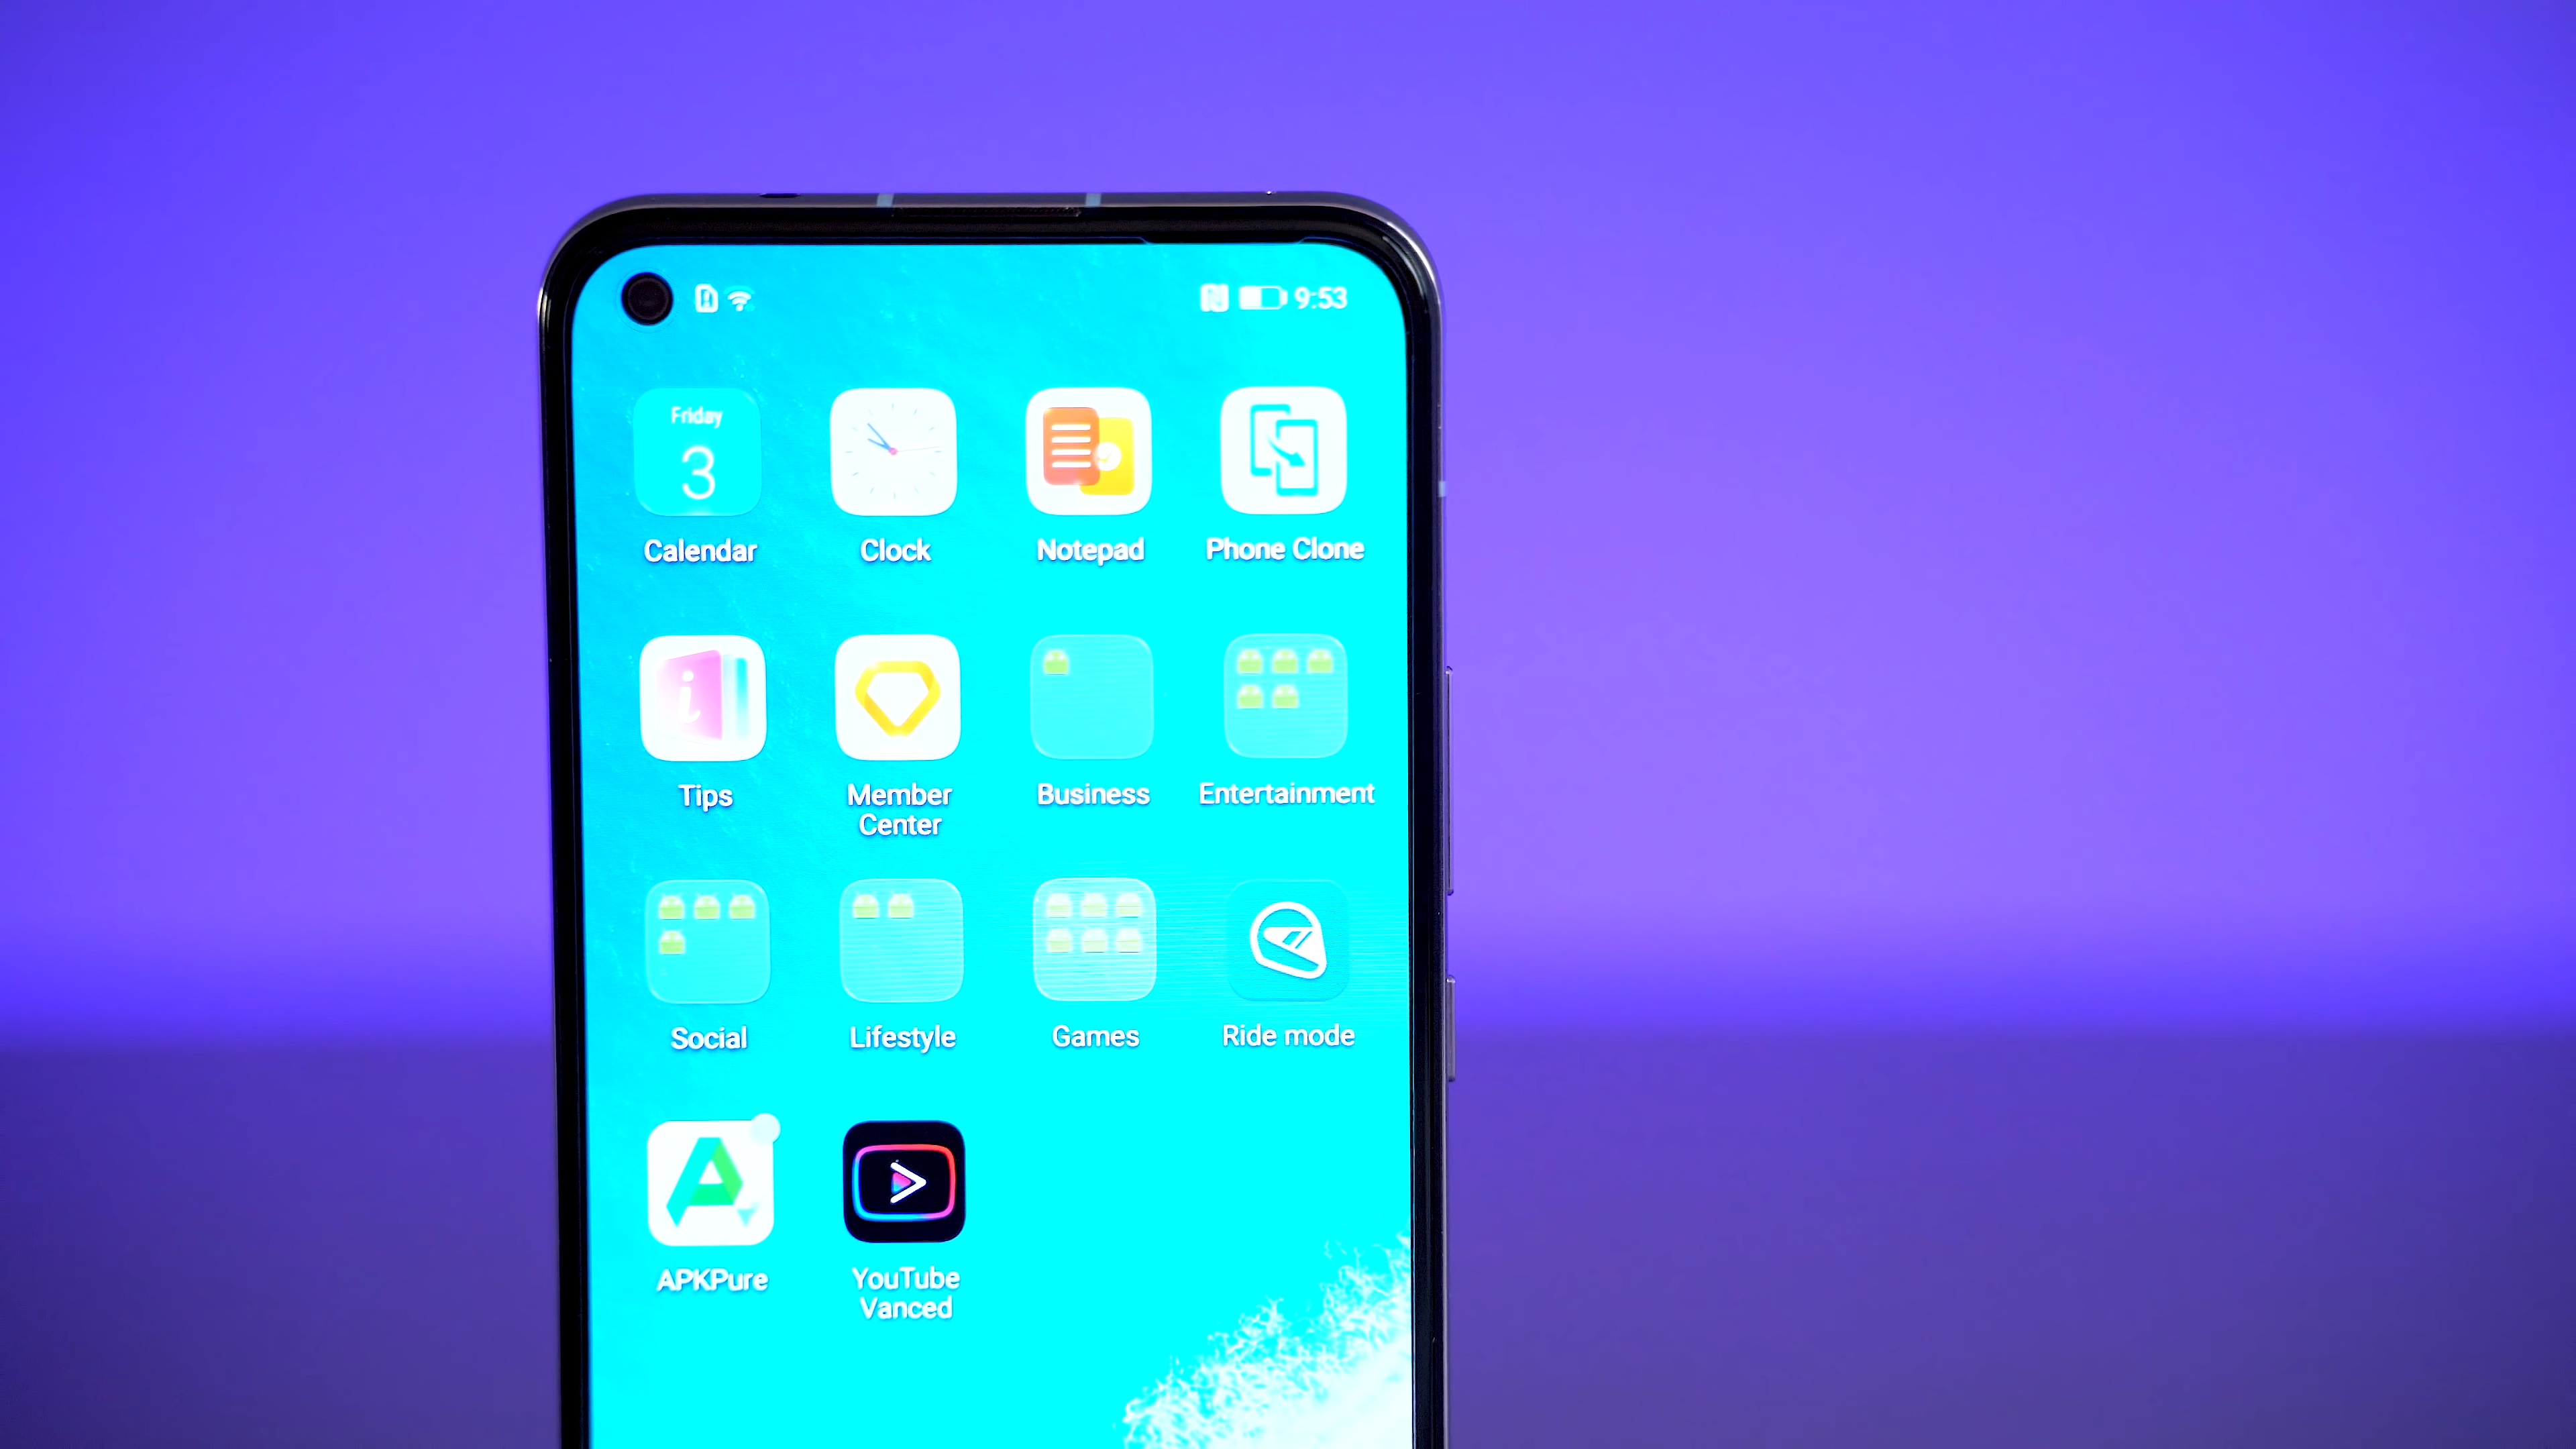 9:53
Friday
3
Calendar
Clock
Notepad
Phone Clone
i
Tips
Member
Center
Business
Entertainment
Social
Lifestyle
Games
Ride mode
APKPure
YouTube
Vanced